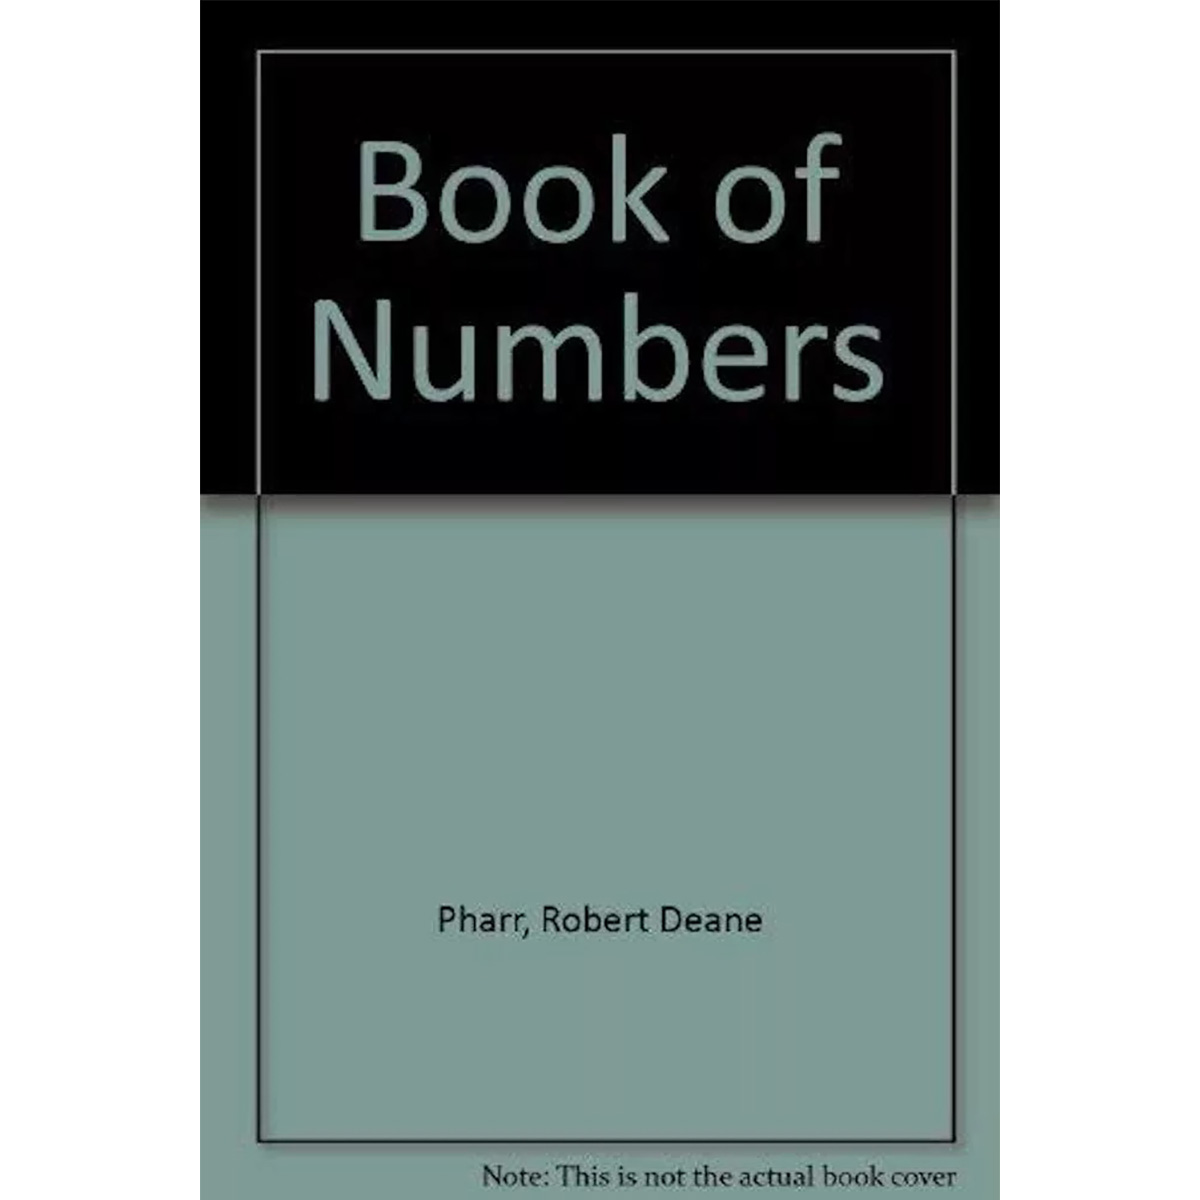 Book of
Numbers
Pharr, Robert Deane
Note: This is not the actual book cover